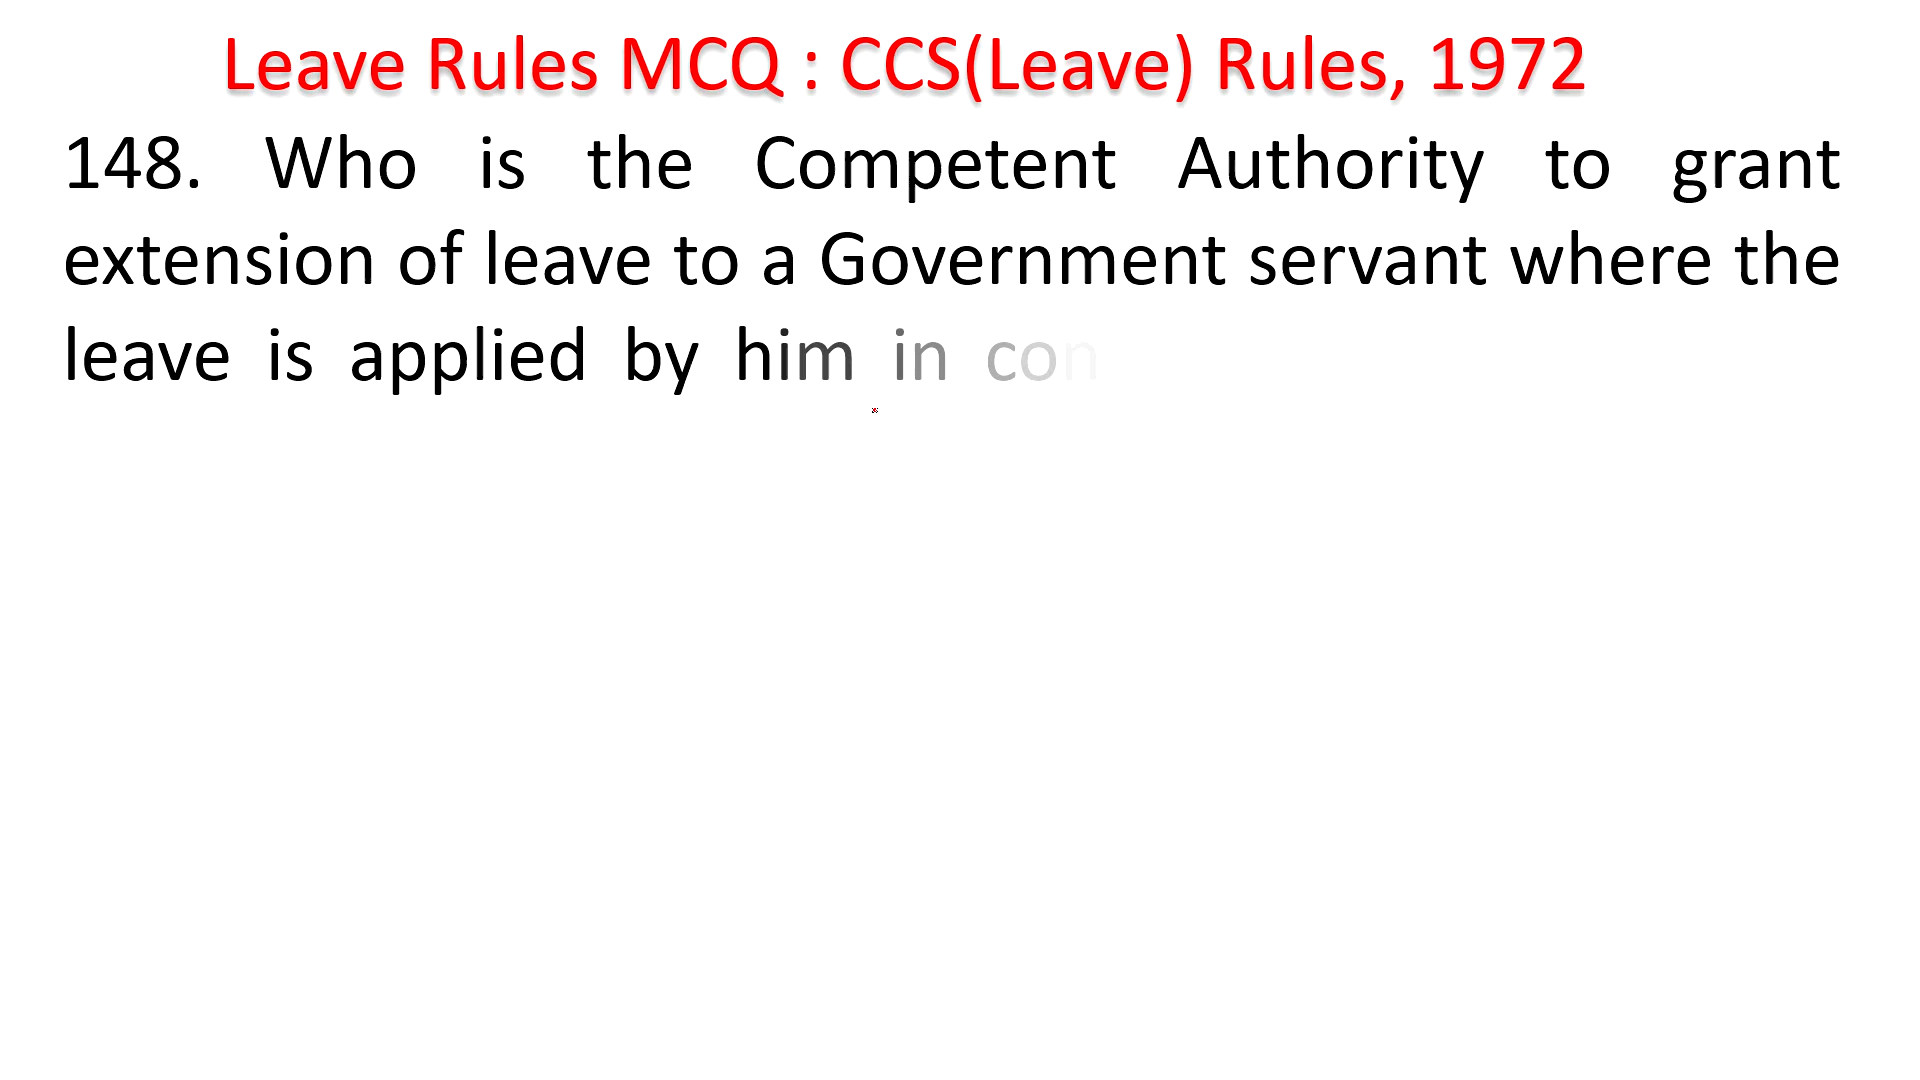 Leave Rules MCQ : CCS(Leave) Rules, 1972
148. Who is the Competent Authority to grant
extension of leave to a Government servant where the
leave is applied by him in con